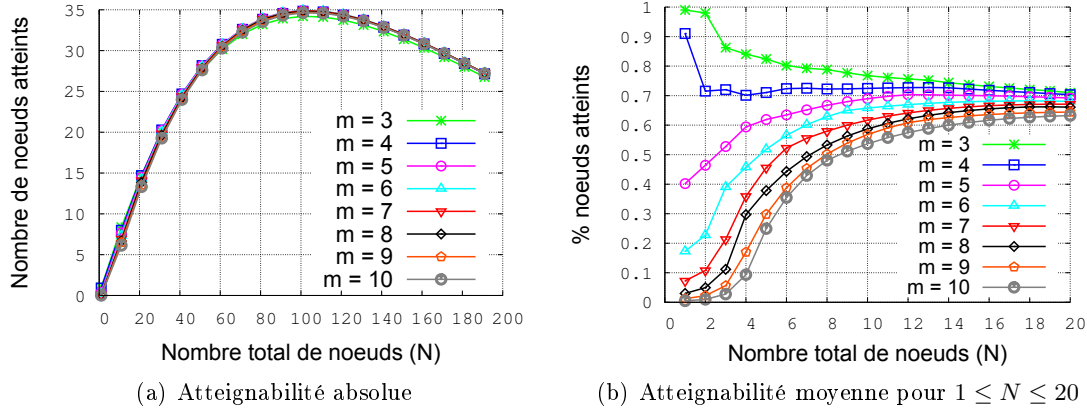 Nombre de noeuds atteints
35
30
25
20
15
10
5
0
0 20 40 60 80 100 120 140 160 180 200
m = 3
m = 4
m = 5
m = 6
m = 7
m = 8
m = 9
m = 10
Nombre total de noeuds (N)
(a) Atteignabilité absolue
% noeuds atteints
1
0.9
0.8
0.7
0.6
0.5
0.4
0.3
0.2
0.1
0
0 2 4 6 8 10 12 14 16 18 20
m = 3
m = 4
m = 5
m = 6
m = 7
m = 8
m = 9
m = 10
Nombre total de noeuds (N)
(b) Atteignabilité moyenne pour 1 ≤ N ≤ 20